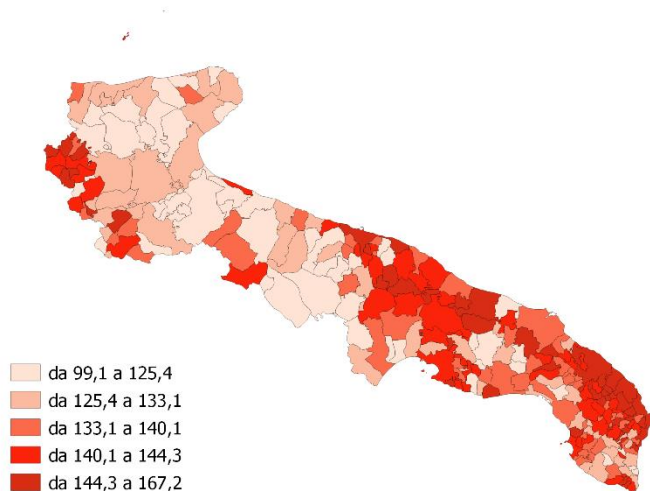 da 99,1 a 125,4
da 125,4 a 133,1
da 133,1 a 140,1
da 140,1 a 144,3
da 144,3 a 167,2